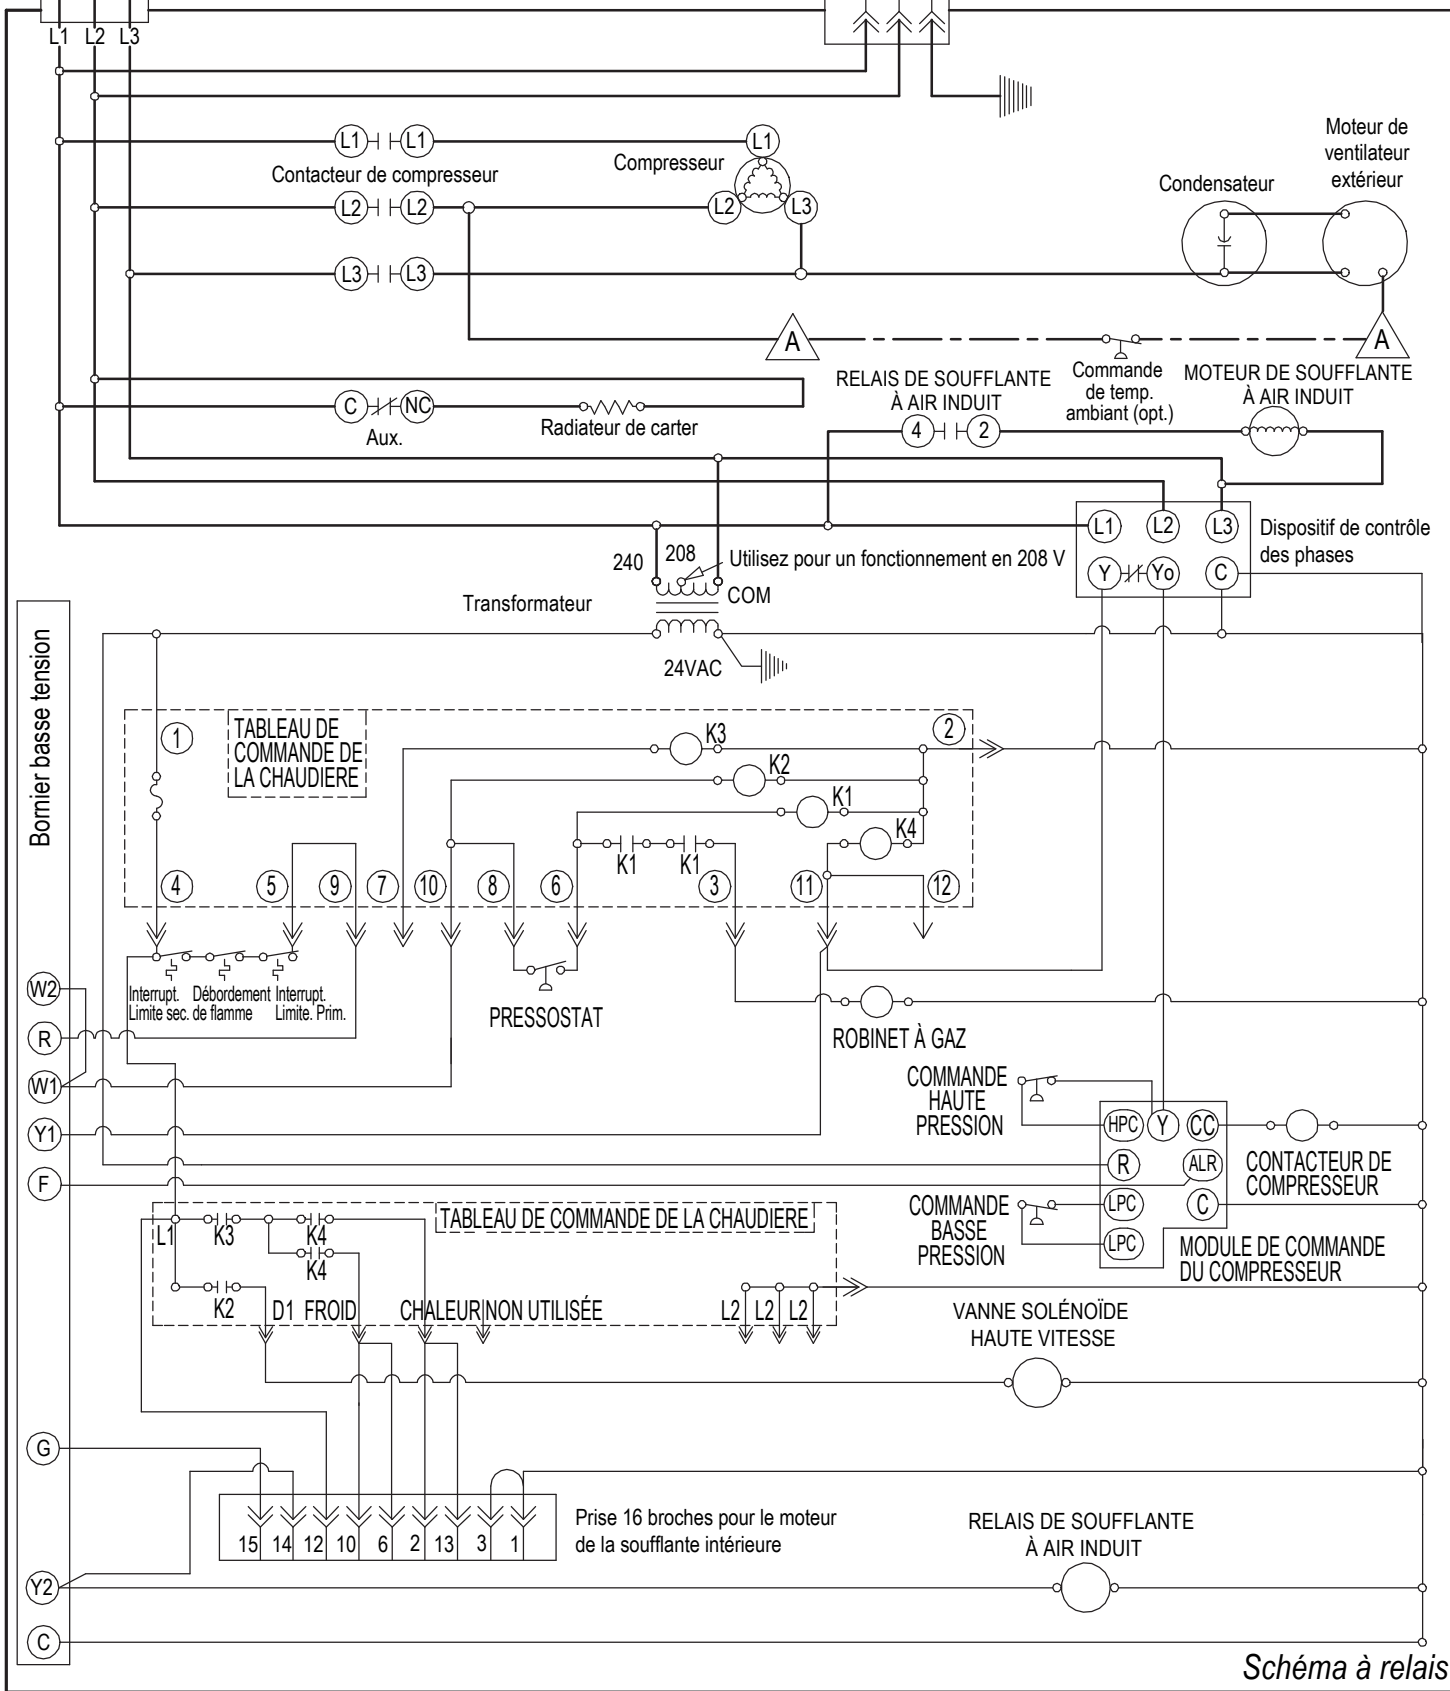 L1 L2 L3
L1 L1 L1
Contacteur de compresseur
Compresseur
L2 L2 L2 L3
L3 L3
Condensateur
Moteur de
ventilateur
extérieur
A A
Commande
de temp.
ambiant (opt.)
RELAIS DE SOUFFLANTE
À AIR INDUIT
MOTEUR DE SOUFFLANTE
À AIR INDUIT
C NC
Aux.
Radiateur de carter
4 2
L1 L2 L3
Dispositif de contrôle
des phases
Y Yo C
240 208
Utilisez pour un fonctionnement en 208 V
COM
Transformateur
24VAC
Bornier basse tension
1
TABLEAU DE
COMMANDE DE
LA CHAUDIERE
K3
2
K2
K1
K4
K1 K1
4 5 9 7 10 8 6 3 11 12
Interrupt.
Limite sec.
Débordement
de flamme
Interrupt.
Limite. Prim.
PRESSOSTAT
ROBINET À GAZ
W2
R
W1
Y1
F
COMMANDE
HAUTE
PRESSION
HPC Y CC
R ALR
LPC C
LPC
CONTACTEUR DE
COMPRESSEUR
COMMANDE
BASSE
PRESSION
MODULE DE COMMANDE
DU COMPRESSEUR
TABLEAU DE COMMANDE DE LA CHAUDIERE
L1 K3 K4
K4
K2 D1 FROID CHALEUR NON UTILISÉE L2 L2 L2
VANNE SOLÉNOÏDE
HAUTE VITESSE
G
15 14 12 10 6 2 13 3 1
Prise 16 broches pour le moteur
de la soufflante intérieure
RELAIS DE SOUFFLANTE
À AIR INDUIT
Y2
C
Schéma à relais